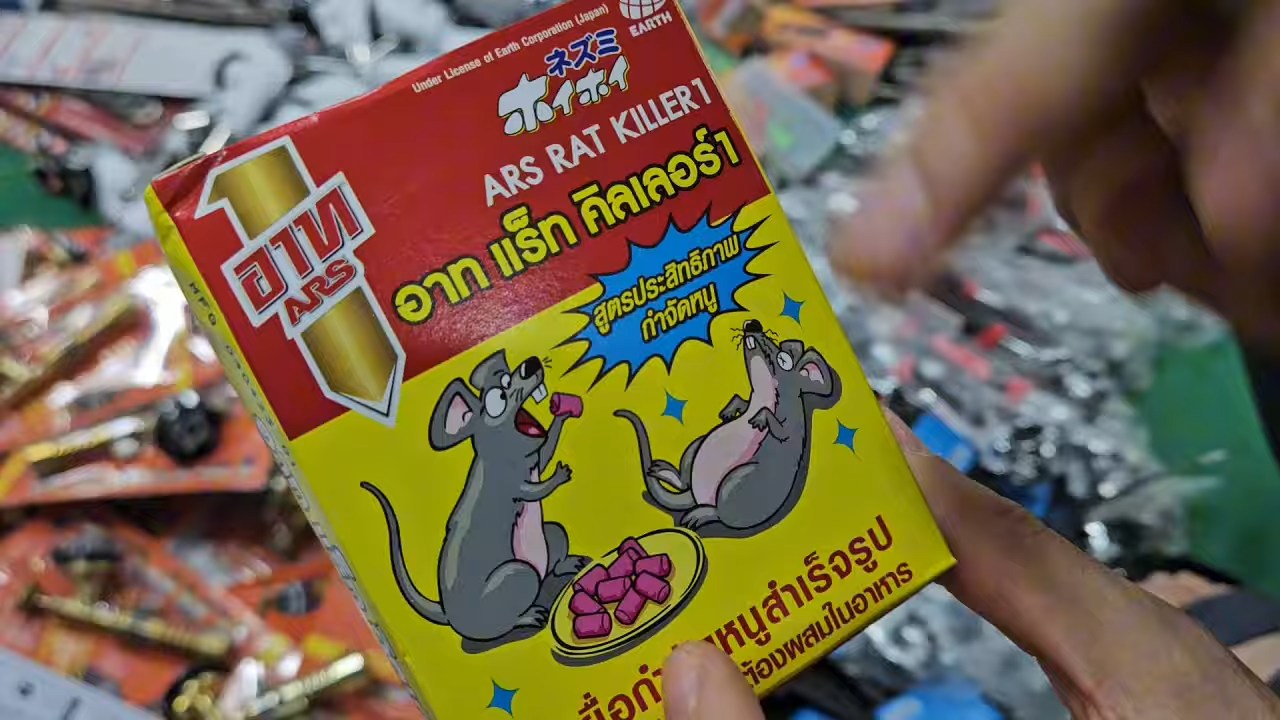 Under License of Earth Corporation (Japan)
EARTH
ネズミ
ホイホイ
ARS RAT KILLER1
อาท แร็ท คิลเลอร์1
อาท
ARS
สูตรประสิทธิภาพ
กำจัดหนู
MFG
หนูสำเร็จรูป
ต้องผสมในอาหาร